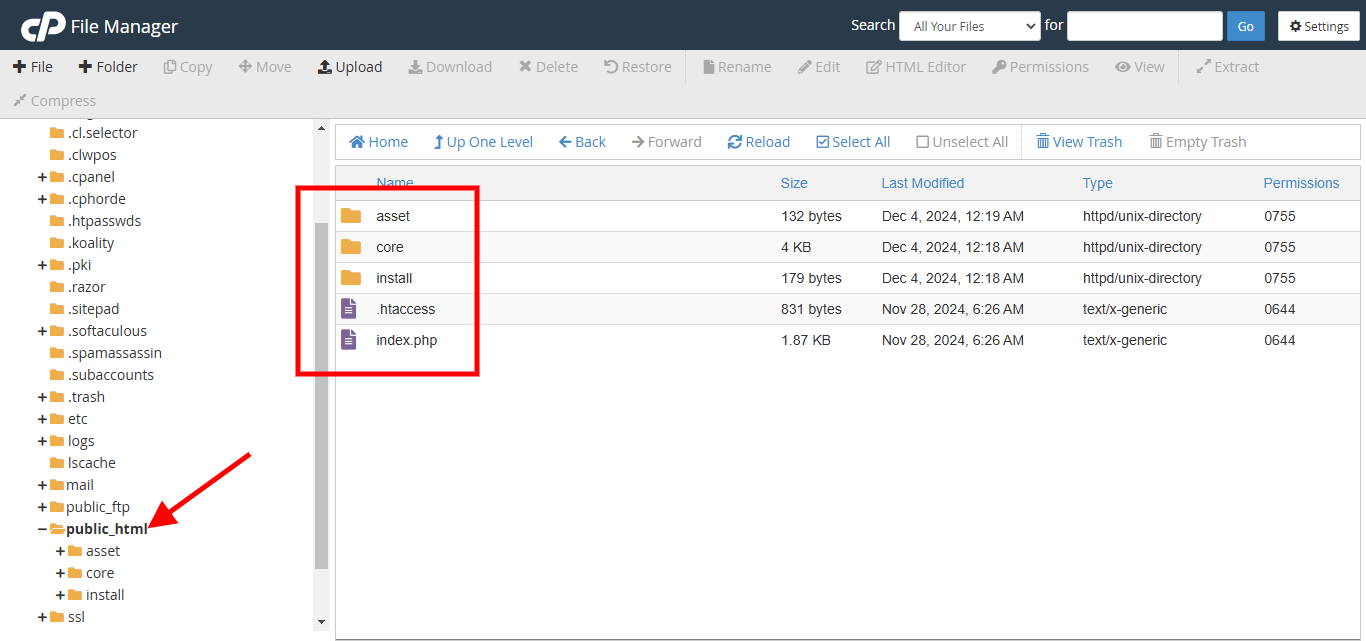 cP File Manager Search All Your Files for Go Settings
File Folder Copy Move Upload Download Delete Restore Rename Edit HTML Editor Permissions View Extract
Compress
.cl.selector
.clwpos
.cpanel
.cphorde
.htpasswds
.koality
.pki
.razor
.sitepad
.softaculous
.spamassassin
.subaccounts
.trash
etc
logs
lscache
mail
public_ftp
public_html
asset
core
install
ssl
Home Up One Level Back Forward Reload Select All Unselect All View Trash Empty Trash
Name Size Last Modified Type Permissions
asset 132 bytes Dec 4, 2024, 12:19 AM httpd/unix-directory 0755
core 4 KB Dec 4, 2024, 12:18 AM httpd/unix-directory 0755
install 179 bytes Dec 4, 2024, 12:18 AM httpd/unix-directory 0755
.htaccess 831 bytes Nov 28, 2024, 6:26 AM text/x-generic 0644
index.php 1.87 KB Nov 28, 2024, 6:26 AM text/x-generic 0644